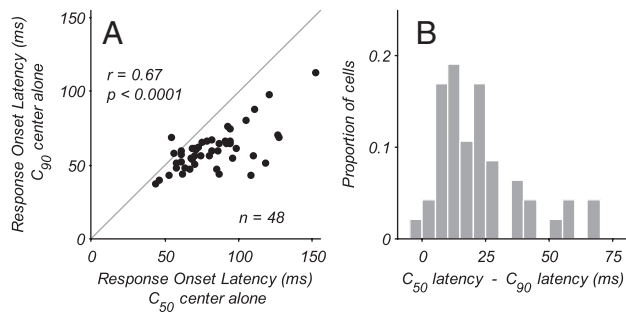 A
Response Onset Latency (ms)
C90 center alone
150
100
50
0
r = 0.67
p < 0.0001
n = 48
0
50
100
150
Response Onset Latency (ms)
C50 center alone
B
Proportion of cells
0.2
0.1
0
0
25
50
75
C50 latency - C90 latency (ms)